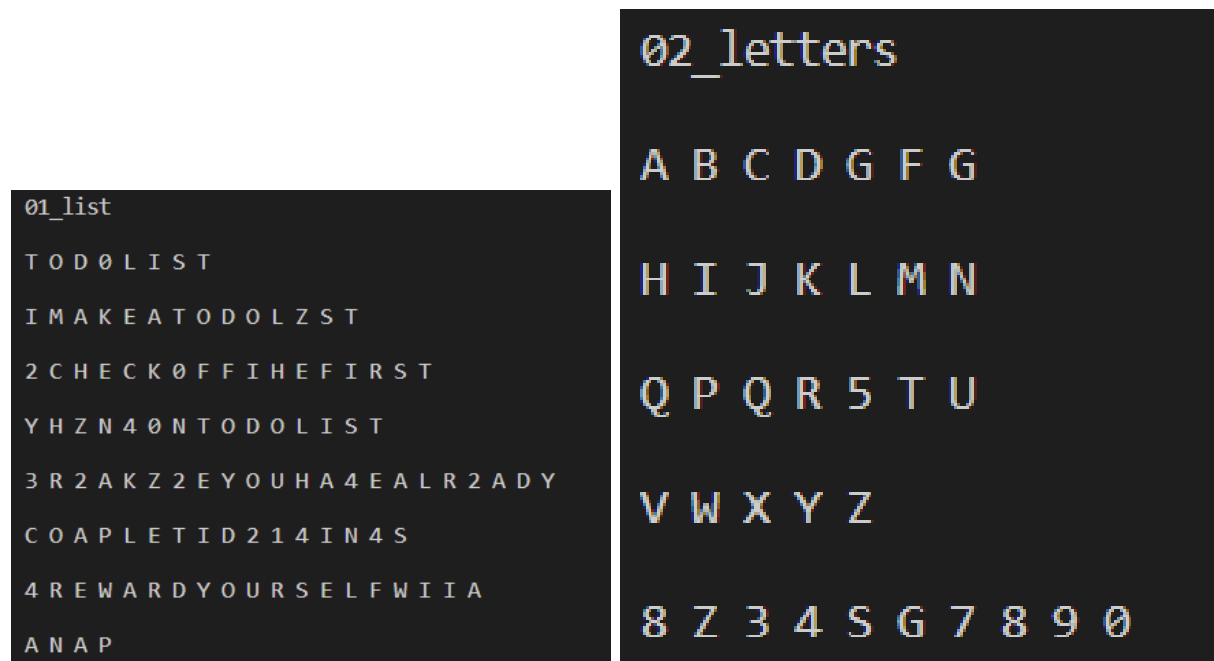 01_list
T O D 0 L I S T
I M A K E A T O D O L Z S T
2 C H E C K 0 F F I H E F I R S T
Y H Z N 4 0 N T O D O L I S T
3 R 2 A K Z 2 E Y O U H A 4 E A L R 2 A D Y
C O A P L E T I D 2 1 4 I N 4 S
4 R E W A R D Y O U R S E L F W I I A
A N A P
02_letters
A B C D G F G
H I J K L M N
Q P Q R 5 T U
V W X Y Z
8 Z 3 4 S G 7 8 9 0